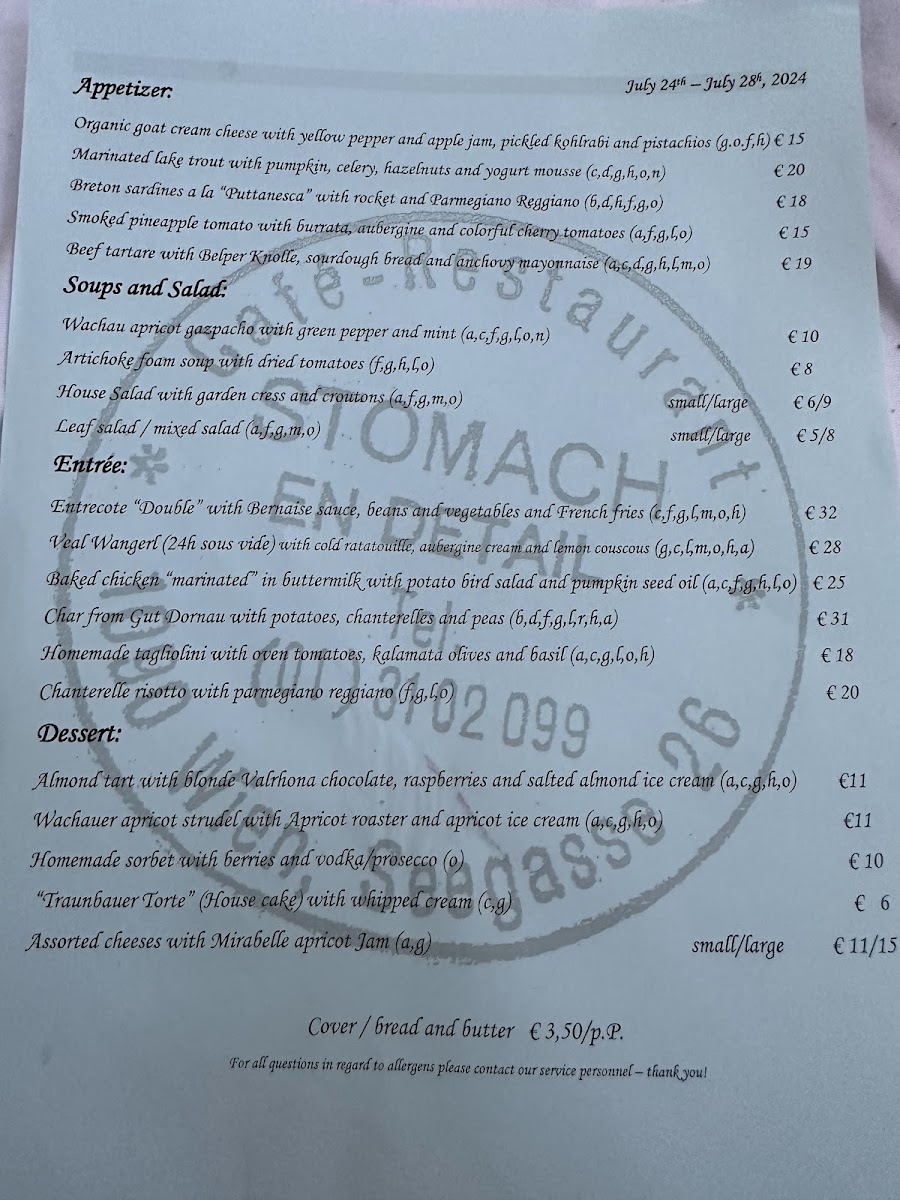 Appetizer:
July 24th – July 28h, 2024
Organic goat cream cheese with yellow pepper and apple jam, pickled kohlrabi and pistachios (g.o.f,h) € 15
Marinated lake trout with pumpkin, celery, hazelnuts and yogurt mousse (c,d,g,h,o,n) € 20
Breton sardines a la "Puttanesca" with rocket and Parmegiano Reggiano (b,d,h,f,g,o) € 18
Smoked pineapple tomato with burrata, aubergine and colorful cherry tomatoes (a,f,g,l,o) € 15
Beef tartare with Belper Knolle, sourdough bread and anchovy mayonnaise (a,c,d,g,h,l,m,o) € 19
Soups and Salad:
Wachau apricot gazpacho with green pepper and mint (a,c,f,g,l,o,n) € 10
Artichoke foam soup with dried tomatoes (f,g,h,l,o) € 8
House Salad with garden cress and croutons (a,f,g,m,o) small/large € 6/9
Leaf salad / mixed salad (a,f,g,m,o) small/large € 5/8
Entrée:
Entrecote "Double" with Bernaise sauce, beans and vegetables and French fries (c,f,g,l,m,o,h) € 32
Veal Wangerl (24h sous vide) with cold ratatouille, aubergine cream and lemon couscous (g,c,l,m,o,h,a) € 28
Baked chicken "marinated" in buttermilk with potato bird salad and pumpkin seed oil (a,c,f,g,h,l,o) € 25
Char from Gut Dornau with potatoes, chanterelles and peas (b,d,f,g,l,r,h,a) € 31
Homemade tagliolini with oven tomatoes, kalamata olives and basil (a,c,g,l,o,h) € 18
Chanterelle risotto with parmegiano reggiano (f,g,l,o) € 20
Dessert:
Almond tart with blonde Valrhona chocolate, raspberries and salted almond ice cream (a,c,g,h,o) €11
Wachauer apricot strudel with Apricot roaster and apricot ice cream (a,c,g,h,o) €11
Homemade sorbet with berries and vodka/prosecco (o) € 10
"Traunbauer Torte" (House cake) with whipped cream (c,g) € 6
Assorted cheeses with Mirabelle apricot Jam (a,g) small/large € 11/15
Cover / bread and butter € 3,50/p.P.
For all questions in regard to allergens please contact our service personnel – thank you!
Cafe-Restaurant
STOMACH
EN DETAIL
Tel.
(01) 31 02 099
* 1090 Wien, Seegasse 26 *